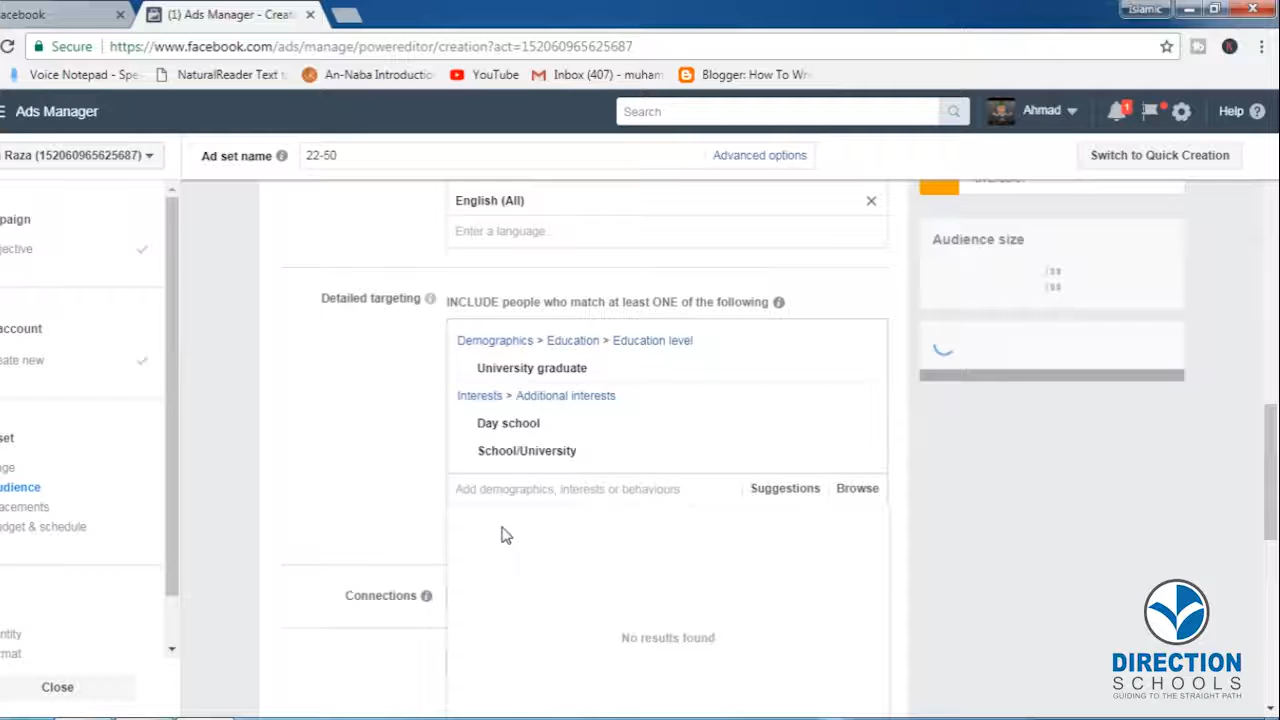 acebook
(1) Ads Manager - Creat
Islamic
Secure
https://www.facebook.com/ads/manage/powereditor/creation?act=152060965625687
Voice Notepad - Spe
NaturalReader Text
An-Naba Introductio
YouTube
Inbox (407) - muham
Blogger: How To Wr
Ads Manager
Search
Ahmad
1
Help
Raza (152060965625687)
Ad set name
22-50
Advanced options
Switch to Quick Creation
paign
jective
account
eate new
set
ge
udience
acements
udget & schedule
ntity
rmat
Close
English (All)
Enter a language..
Detailed targeting
INCLUDE people who match at least ONE of the following
Demographics > Education > Education level
University graduate
Interests > Additional interests
Day school
School/University
Add demographics, interests or behaviours
Suggestions
Browse
Connections
No results found
Audience size
DIRECTION
SCHOOLS
GUIDING TO THE STRAIGHT PATH